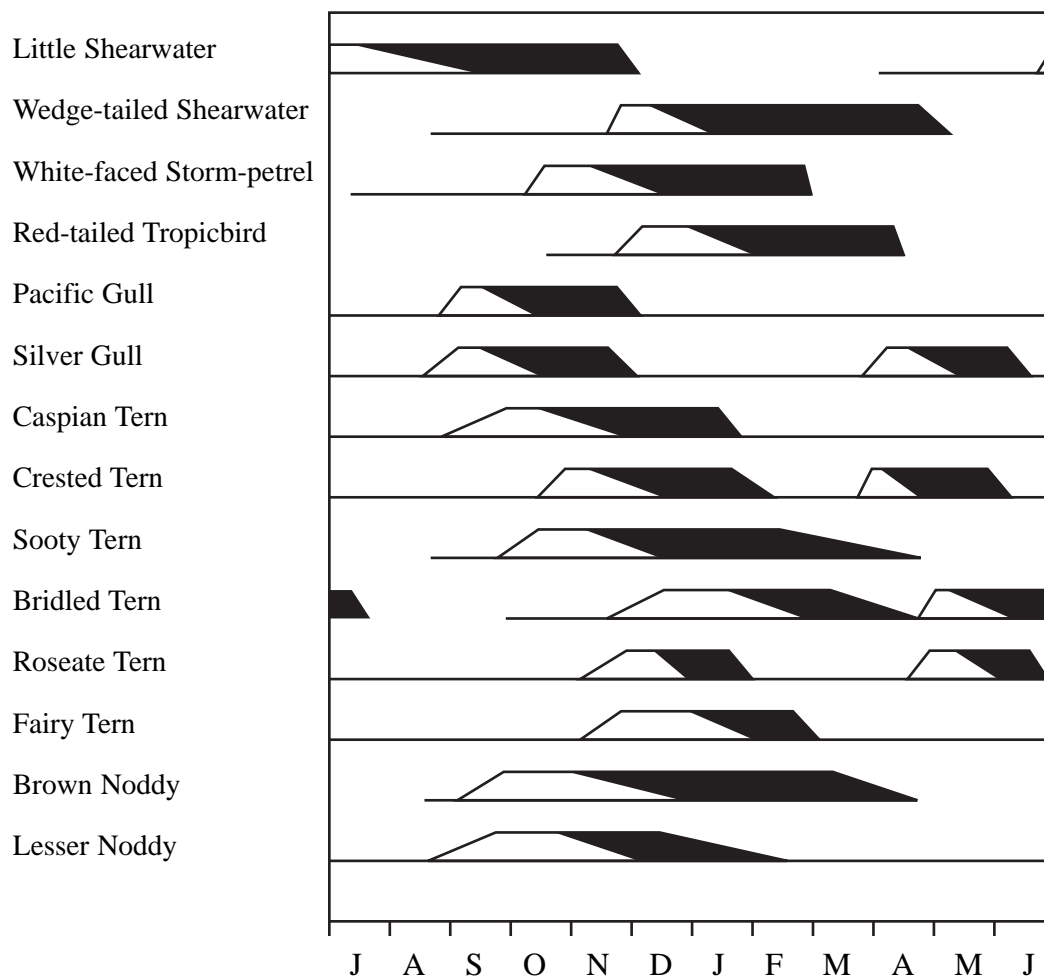 Little Shearwater
Wedge-tailed Shearwater
White-faced Storm-petrel
Red-tailed Tropicbird
Pacific Gull
Silver Gull
Caspian Tern
Crested Tern
Sooty Tern
Bridled Tern
Roseate Tern
Fairy Tern
Brown Noddy
Lesser Noddy
J A S O N D J F M A M J